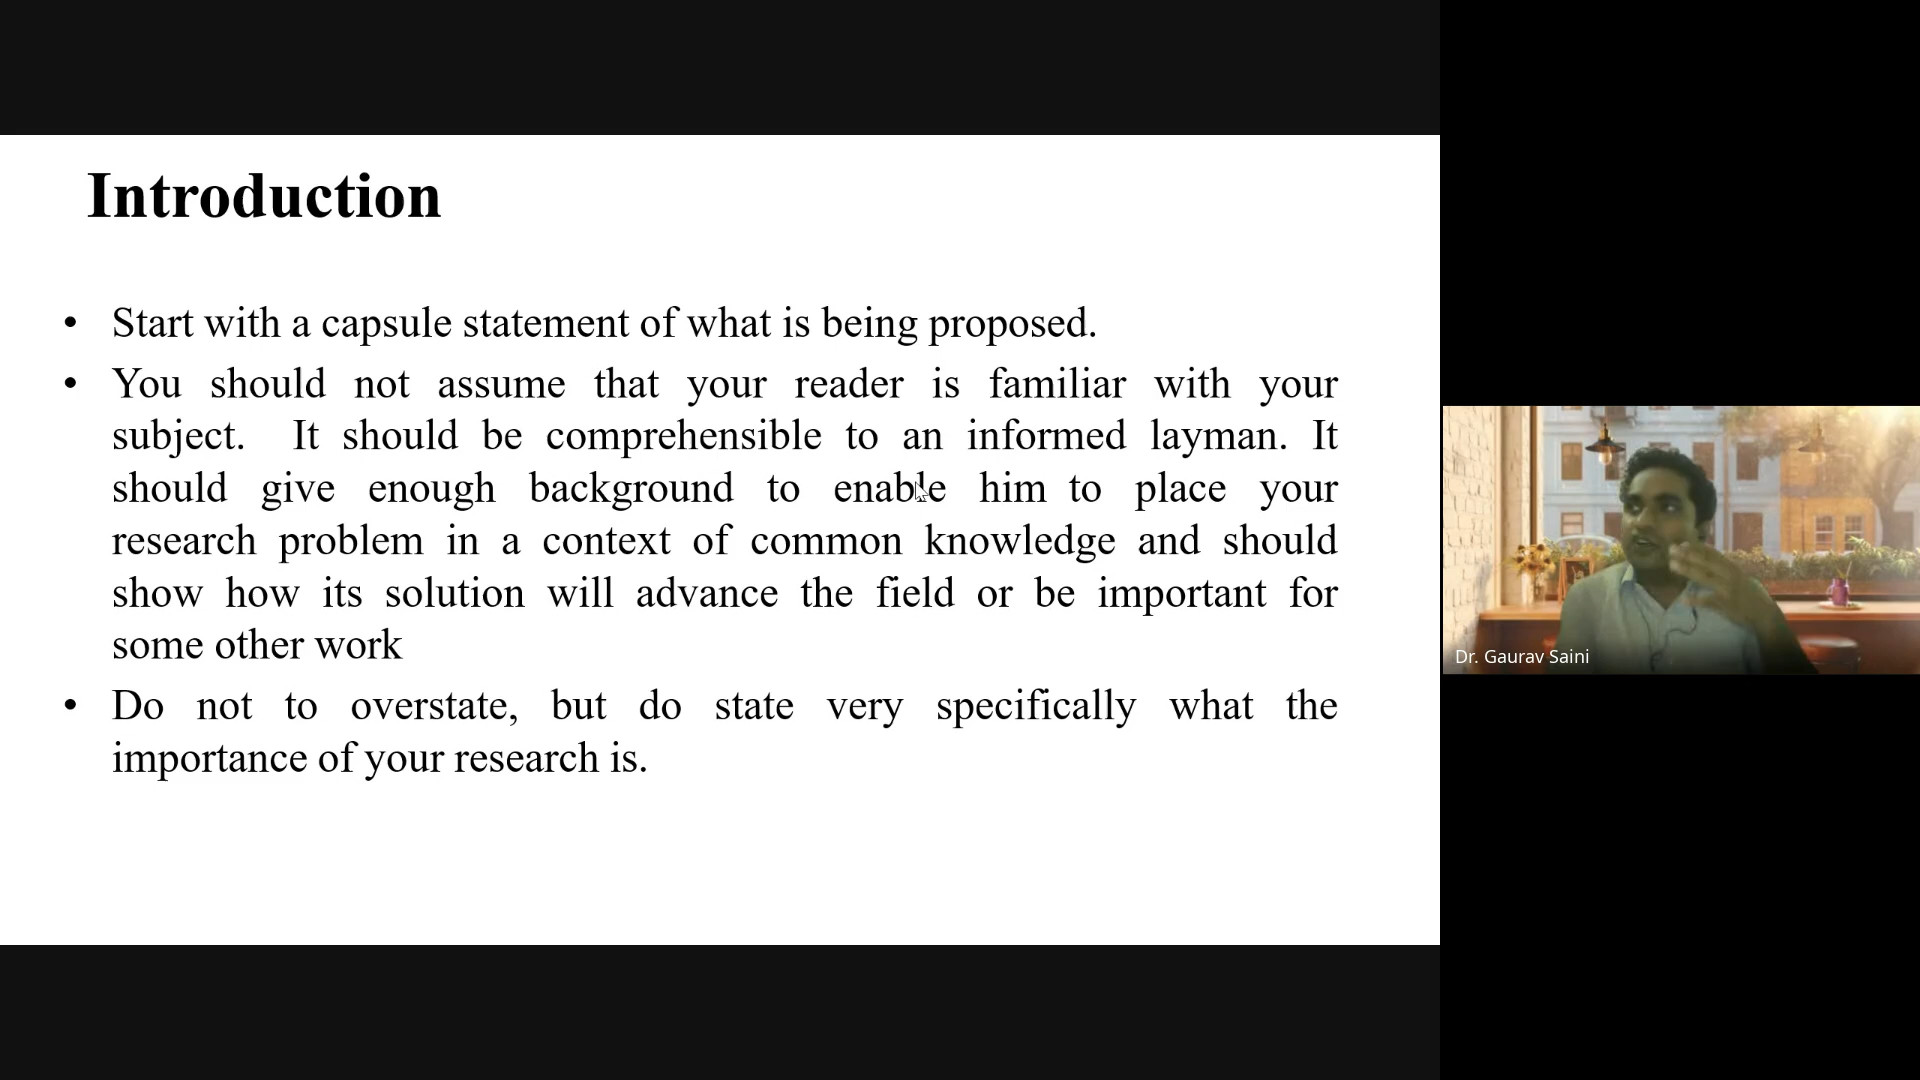 Introduction
• Start with a capsule statement of what is being proposed.
• You should not assume that your reader is familiar with your
subject. It should be comprehensible to an informed layman. It
should give enough background to enable him to place your
research problem in a context of common knowledge and should
show how its solution will advance the field or be important for
some other work
• Do not to overstate, but do state very specifically what the
importance of your research is.
Dr. Gaurav Saini